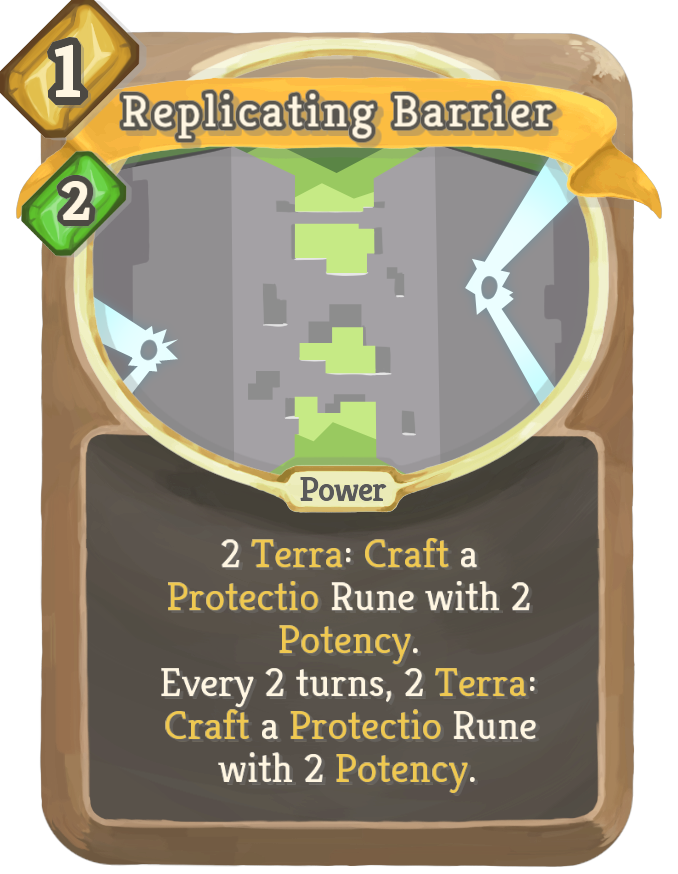 1
Replicating Barrier
2
Power
2 Terra: Craft a
Protectio Rune with 2
Potency.
Every 2 turns, 2 Terra:
Craft a Protectio Rune
with 2 Potency.